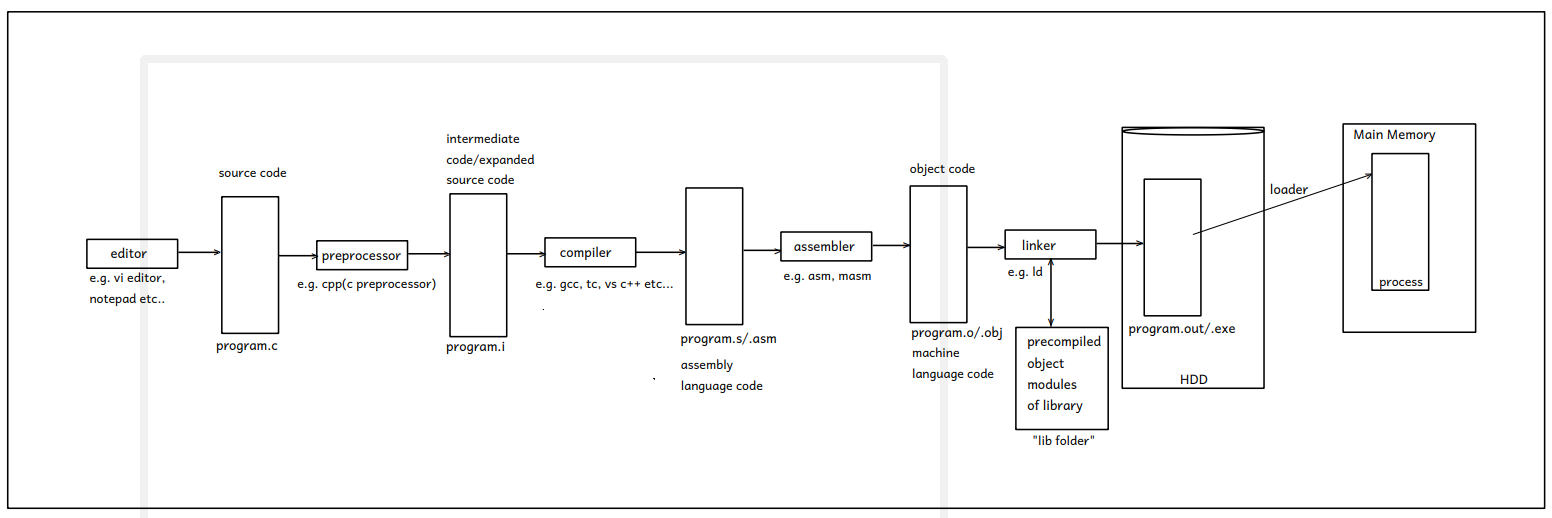 editor
e.g. vi editor,
notepad etc..
source code
program.c
preprocessor
e.g. cpp(c preprocessor)
intermediate
code/expanded
source code
program.i
compiler
e.g. gcc, tc, vs c++ etc...
program.s/.asm
assembly
language code
assembler
e.g. asm, masm
object code
program.o/.obj
machine
language code
linker
e.g. ld
precompiled
object
modules
of library
"lib folder"
program.out/.exe
HDD
loader
Main Memory
process